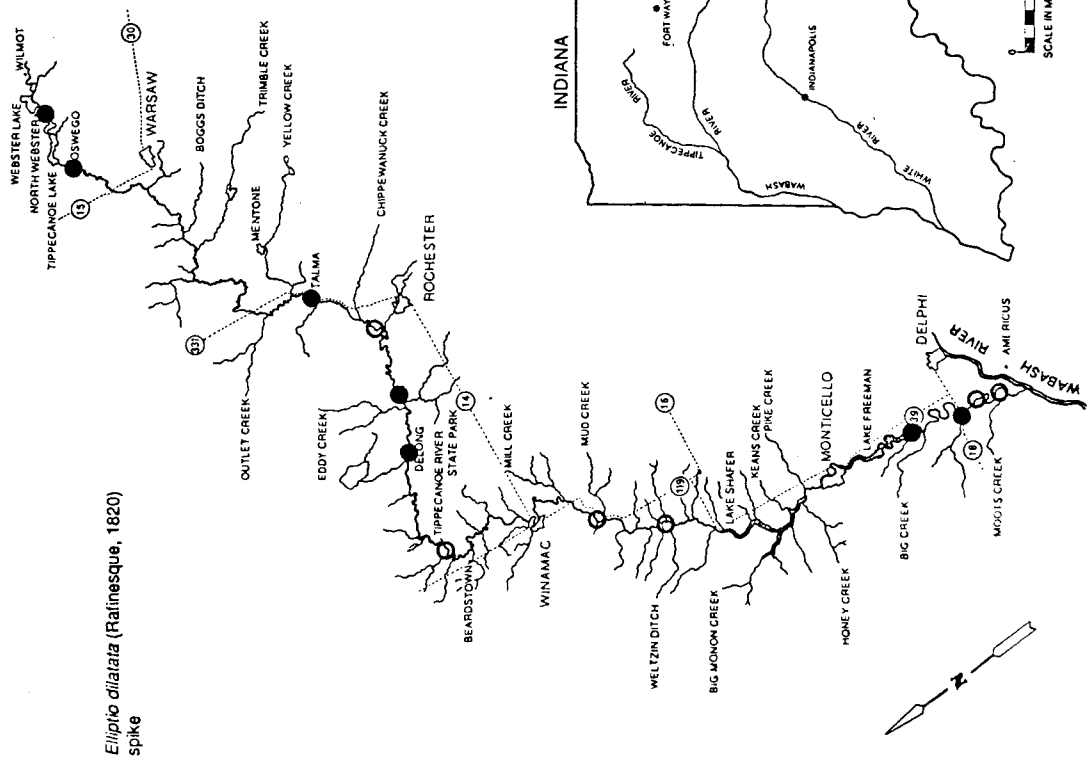 Elliptio dilatata (Rafinesque, 1820)
spike
WILMOT
WEBSTER LAKE
NORTH WEBSTER
OSWEGO
TIPPECANOE LAKE
30
WARSAW
15
BOGGS DITCH
TRIMBLE CREEK
YELLOW CREEK
MENTONE
CHIPPEWANUCK CREEK
TALMA
331
ROCHESTER
OUTLET CREEK
EDDY CREEK
DELONG
TIPPECANOE RIVER
STATE PARK
14
MILL CREEK
BEARDSTOWN
WINAMAC
MUD CREEK
16
119
WELTZIN DITCH
LAKE SHAFER
KEANS CREEK
PIKE CREEK
BIG MONON CREEK
MONTICELLO
HONEY CREEK
LAKE FREEMAN
39
BIG CREEK
18
MOOTS CREEK
DELPHI
AMERICUS
WABASH RIVER
N
INDIANA
FORT WAY
TIPPECANOE RIVER
WABASH RIVER
INDIANAPOLIS
WHITE RIVER
0
SCALE IN M